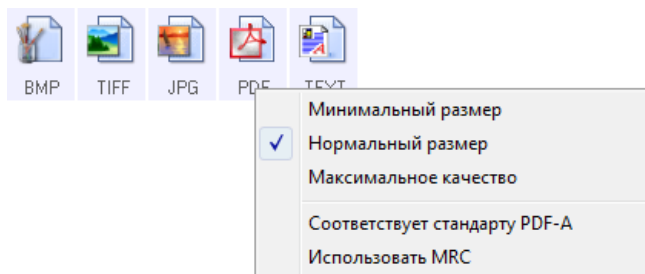 BMP TIFF JPG PDF TEXT
Минимальный размер
Нормальный размер
Максимальное качество
Соответствует стандарту PDF-A
Использовать MRC